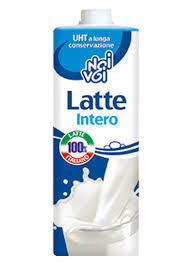 UHT a lunga
conservazione
Noi
Voi
Latte
Intero
LATTE
100%
ITALIANO